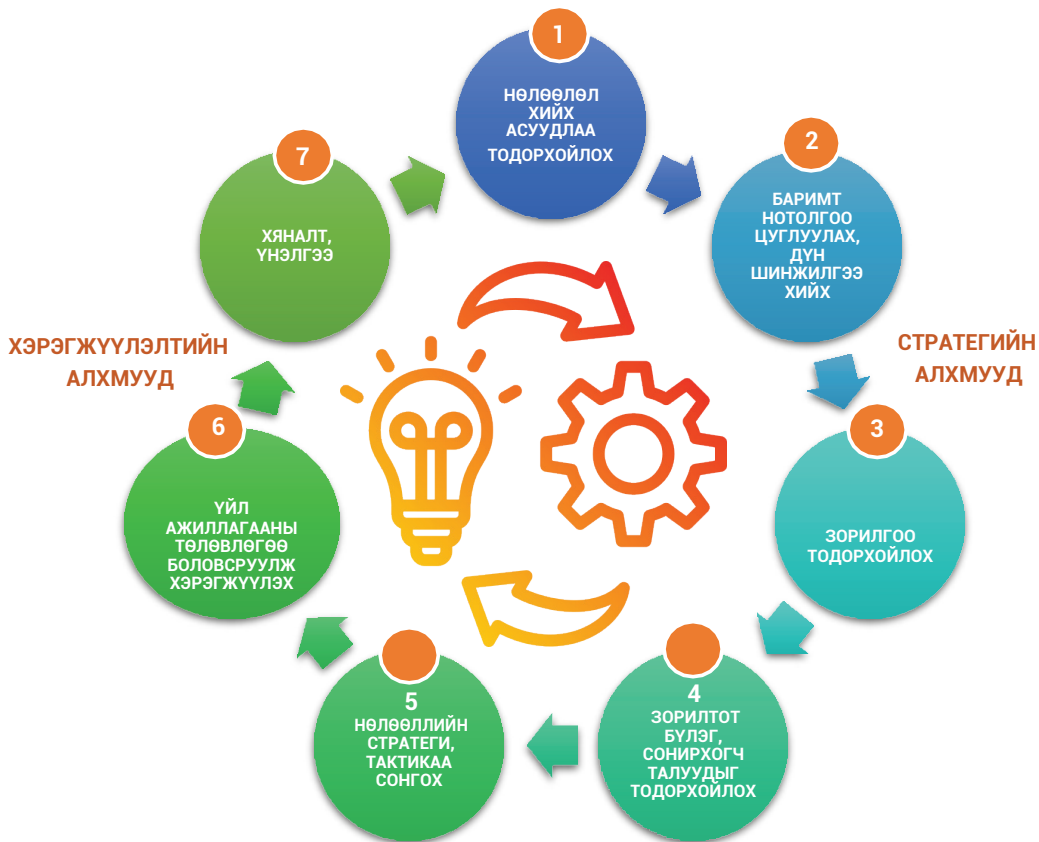 1
НӨЛӨӨЛӨЛ
ХИЙХ
АСУУДЛАА
ТОДОРХОЙЛОХ
2
БАРИМТ
НОТОЛГОО
ЦУГЛУУЛАХ,
ДҮН
ШИНЖИЛГЭЭ
ХИЙХ
СТРАТЕГИЙН
АЛХМУУД
3
ЗОРИЛГОО
ТОДОРХОЙЛОХ
4
ЗОРИЛТОТ
БҮЛЭГ,
СОНИРХОГЧ
ТАЛУУДЫГ
ТОДОРХОЙЛОХ
5
НӨЛӨӨЛЛИЙН
СТРАТЕГИ,
ТАКТИКАА
СОНГОХ
6
ҮЙЛ
АЖИЛЛАГААНЫ
ТӨЛӨВЛӨГӨӨ
БОЛОВСРУУЛЖ
ХЭРЭГЖҮҮЛЭХ
ХЭРЭГЖҮҮЛЭЛТИЙН
АЛХМУУД
7
ХЯНАЛТ,
ҮНЭЛГЭЭ